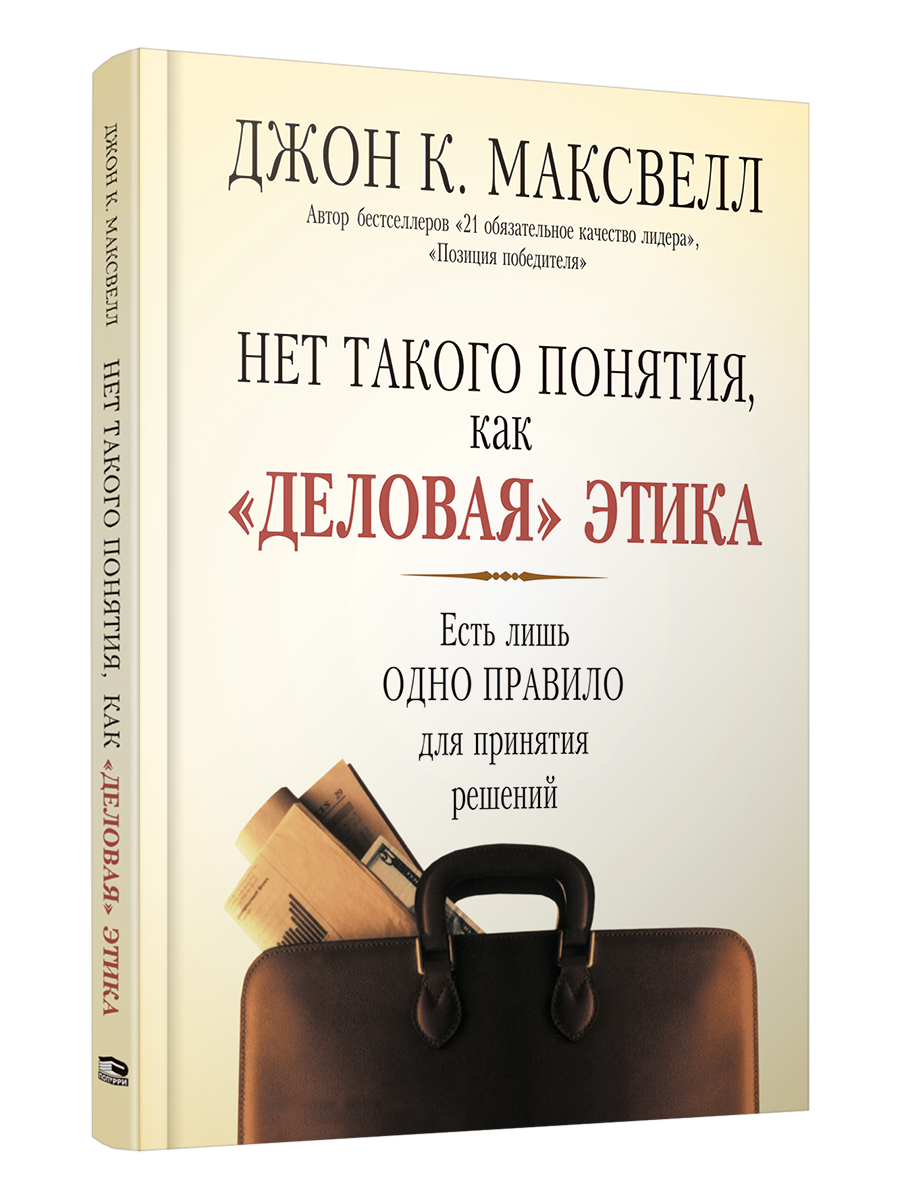 ДЖОН К. МАКСВЕЛЛ
Автор бестселлеров «21 обязательное качество лидера»,
«Позиция победителя»
НЕТ ТАКОГО ПОНЯТИЯ,
как
«ДЕЛОВАЯ» ЭТИКА
Есть лишь
ОДНО ПРАВИЛО
для принятия
решений
ДЖОН К. МАКСВЕЛЛ НЕТ ТАКОГО ПОНЯТИЯ, КАК «ДЕЛОВАЯ» ЭТИКА
ПОПУРРИ